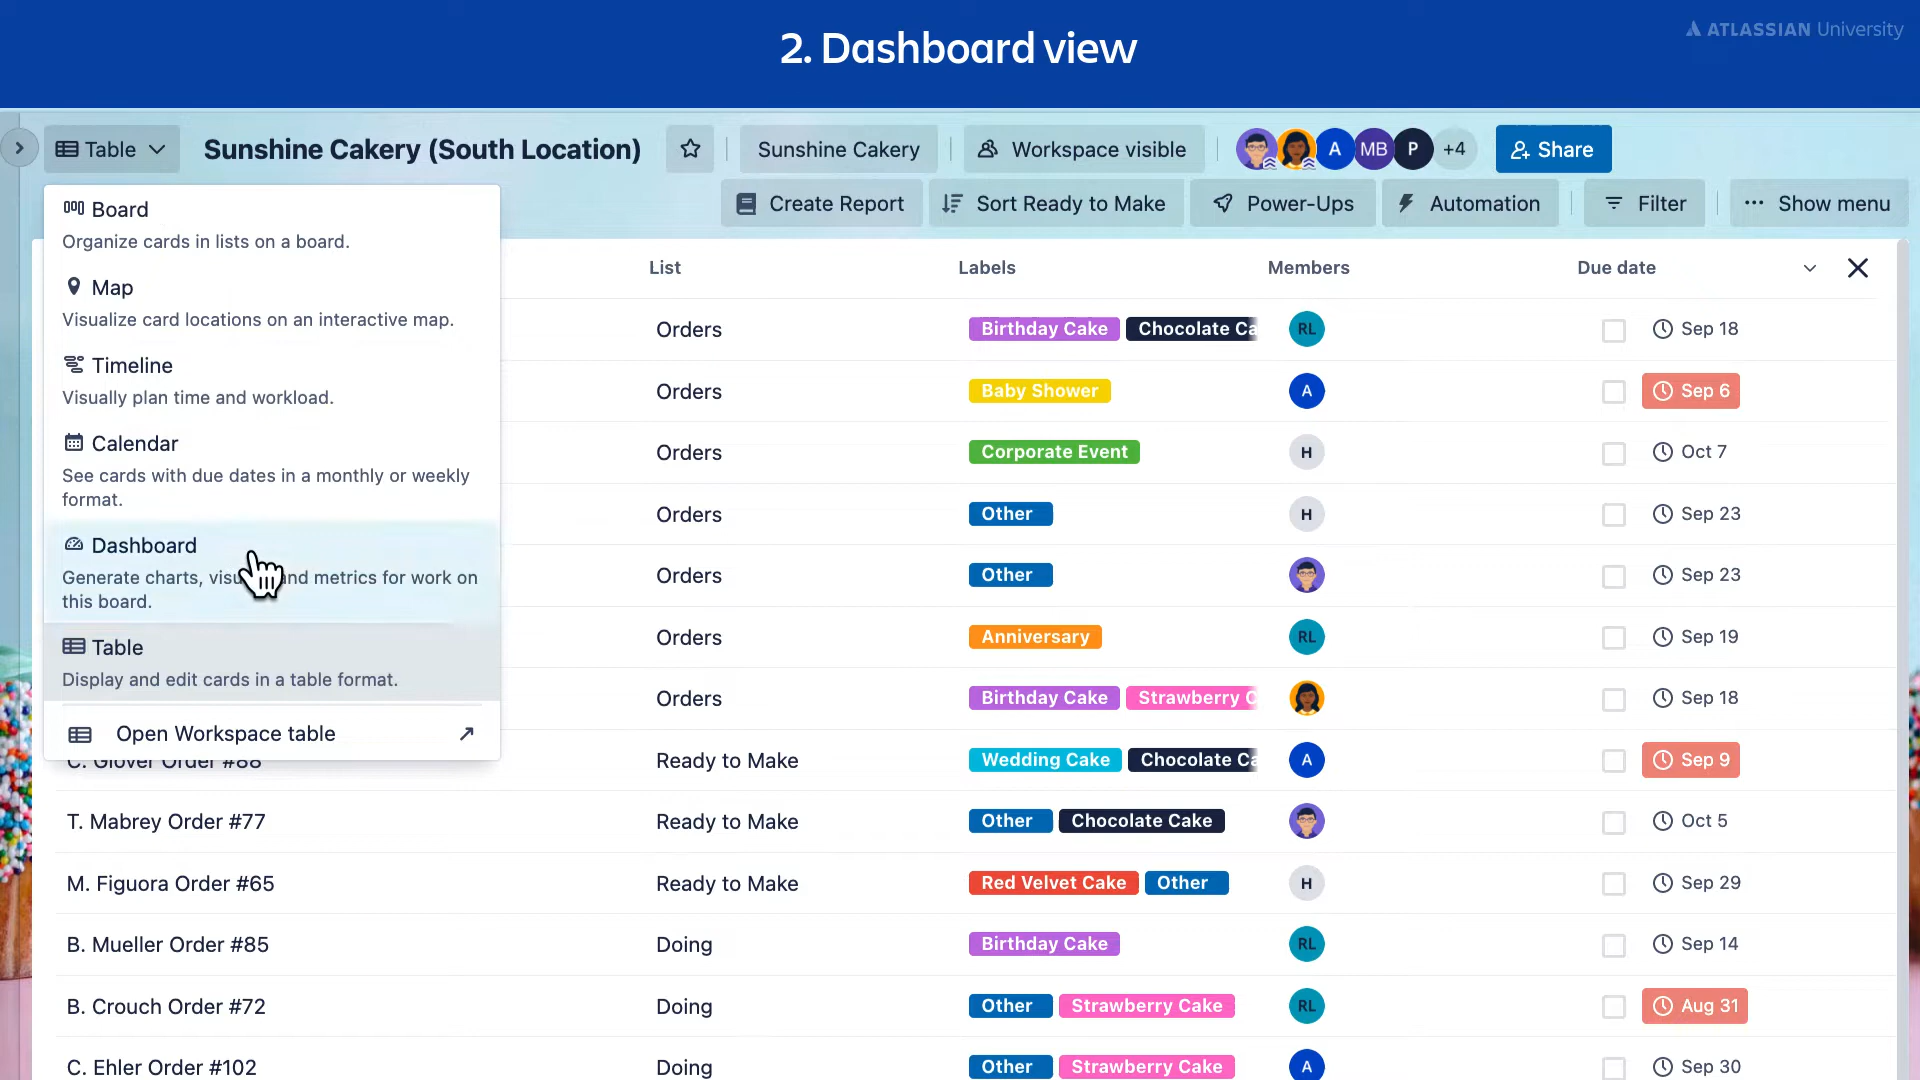 2. Dashboard view
ATLASSIAN University
Table
Sunshine Cakery (South Location)
Sunshine Cakery
Workspace visible
A
MB
P
+4
Share
Create Report
Sort Ready to Make
Power-Ups
Automation
Filter
Show menu
Board
Organize cards in lists on a board.
Map
Visualize card locations on an interactive map.
Timeline
Visually plan time and workload.
Calendar
See cards with due dates in a monthly or weekly
format.
Dashboard
Generate charts, and metrics for work on
this board.
Table
Display and edit cards in a table format.
Open Workspace table
List Labels Members Due date
Orders Birthday Cake Chocolate Ca RL Sep 18
Orders Baby Shower A Sep 6
Orders Corporate Event H Oct 7
Orders Other H Sep 23
Orders Other Sep 23
Orders Anniversary RL Sep 19
Orders Birthday Cake Strawberry C Sep 18
C. Glover Order #88 Ready to Make Wedding Cake Chocolate Ca A Sep 9
T. Mabrey Order #77 Ready to Make Other Chocolate Cake Oct 5
M. Figuora Order #65 Ready to Make Red Velvet Cake Other H Sep 29
B. Mueller Order #85 Doing Birthday Cake RL Sep 14
B. Crouch Order #72 Doing Other Strawberry Cake RL Aug 31
C. Ehler Order #102 Doing Other Strawberry Cake A Sep 30